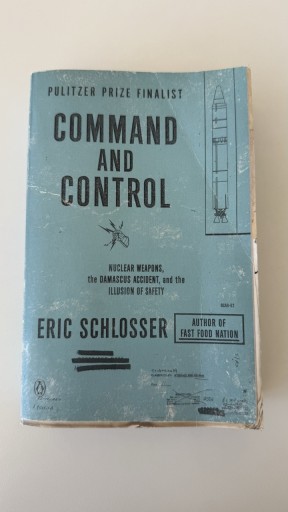 PULITZER PRIZE FINALIST
COMMAND
AND
CONTROL
NUCLEAR WEAPONS,
the DAMASCUS ACCIDENT, and the
ILLUSION OF SAFETY
ERIC SCHLOSSER
AUTHOR OF
FAST FOOD NATION